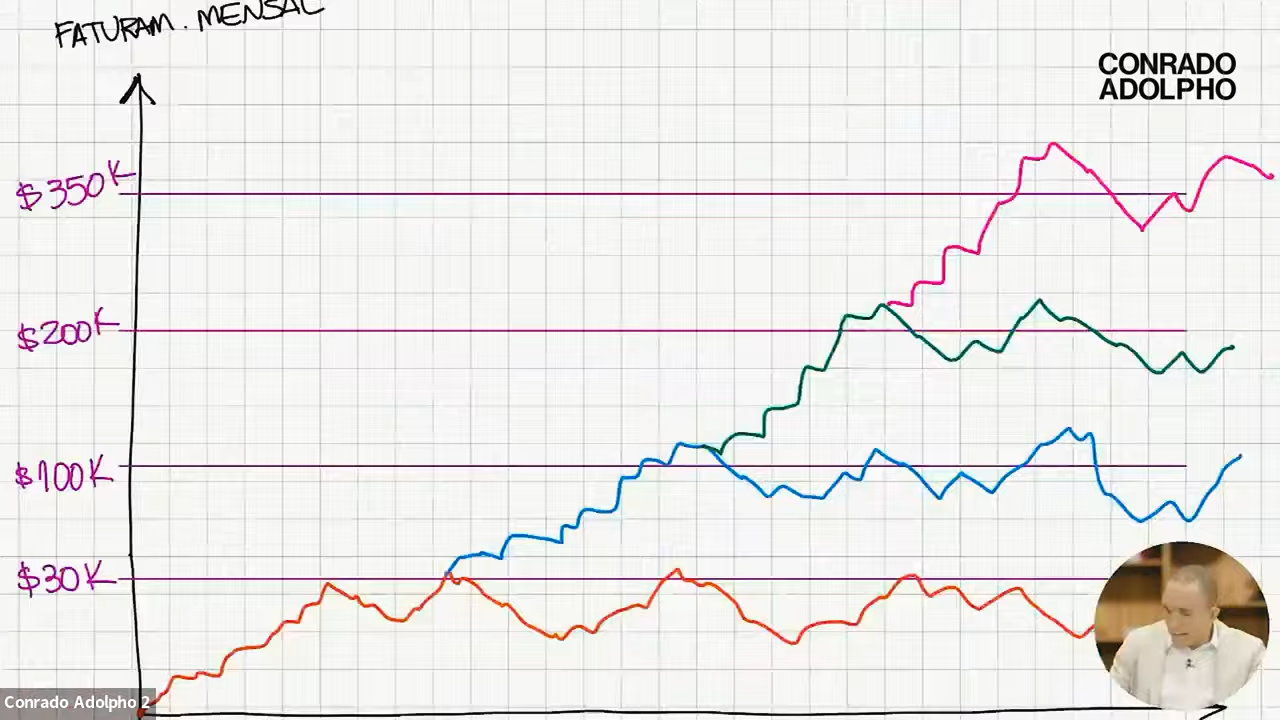 FATURAM. MENSAL
CONRADO
ADOLPHO
$350K
$200K
$100K
$30K
Conrado Adolpho 2